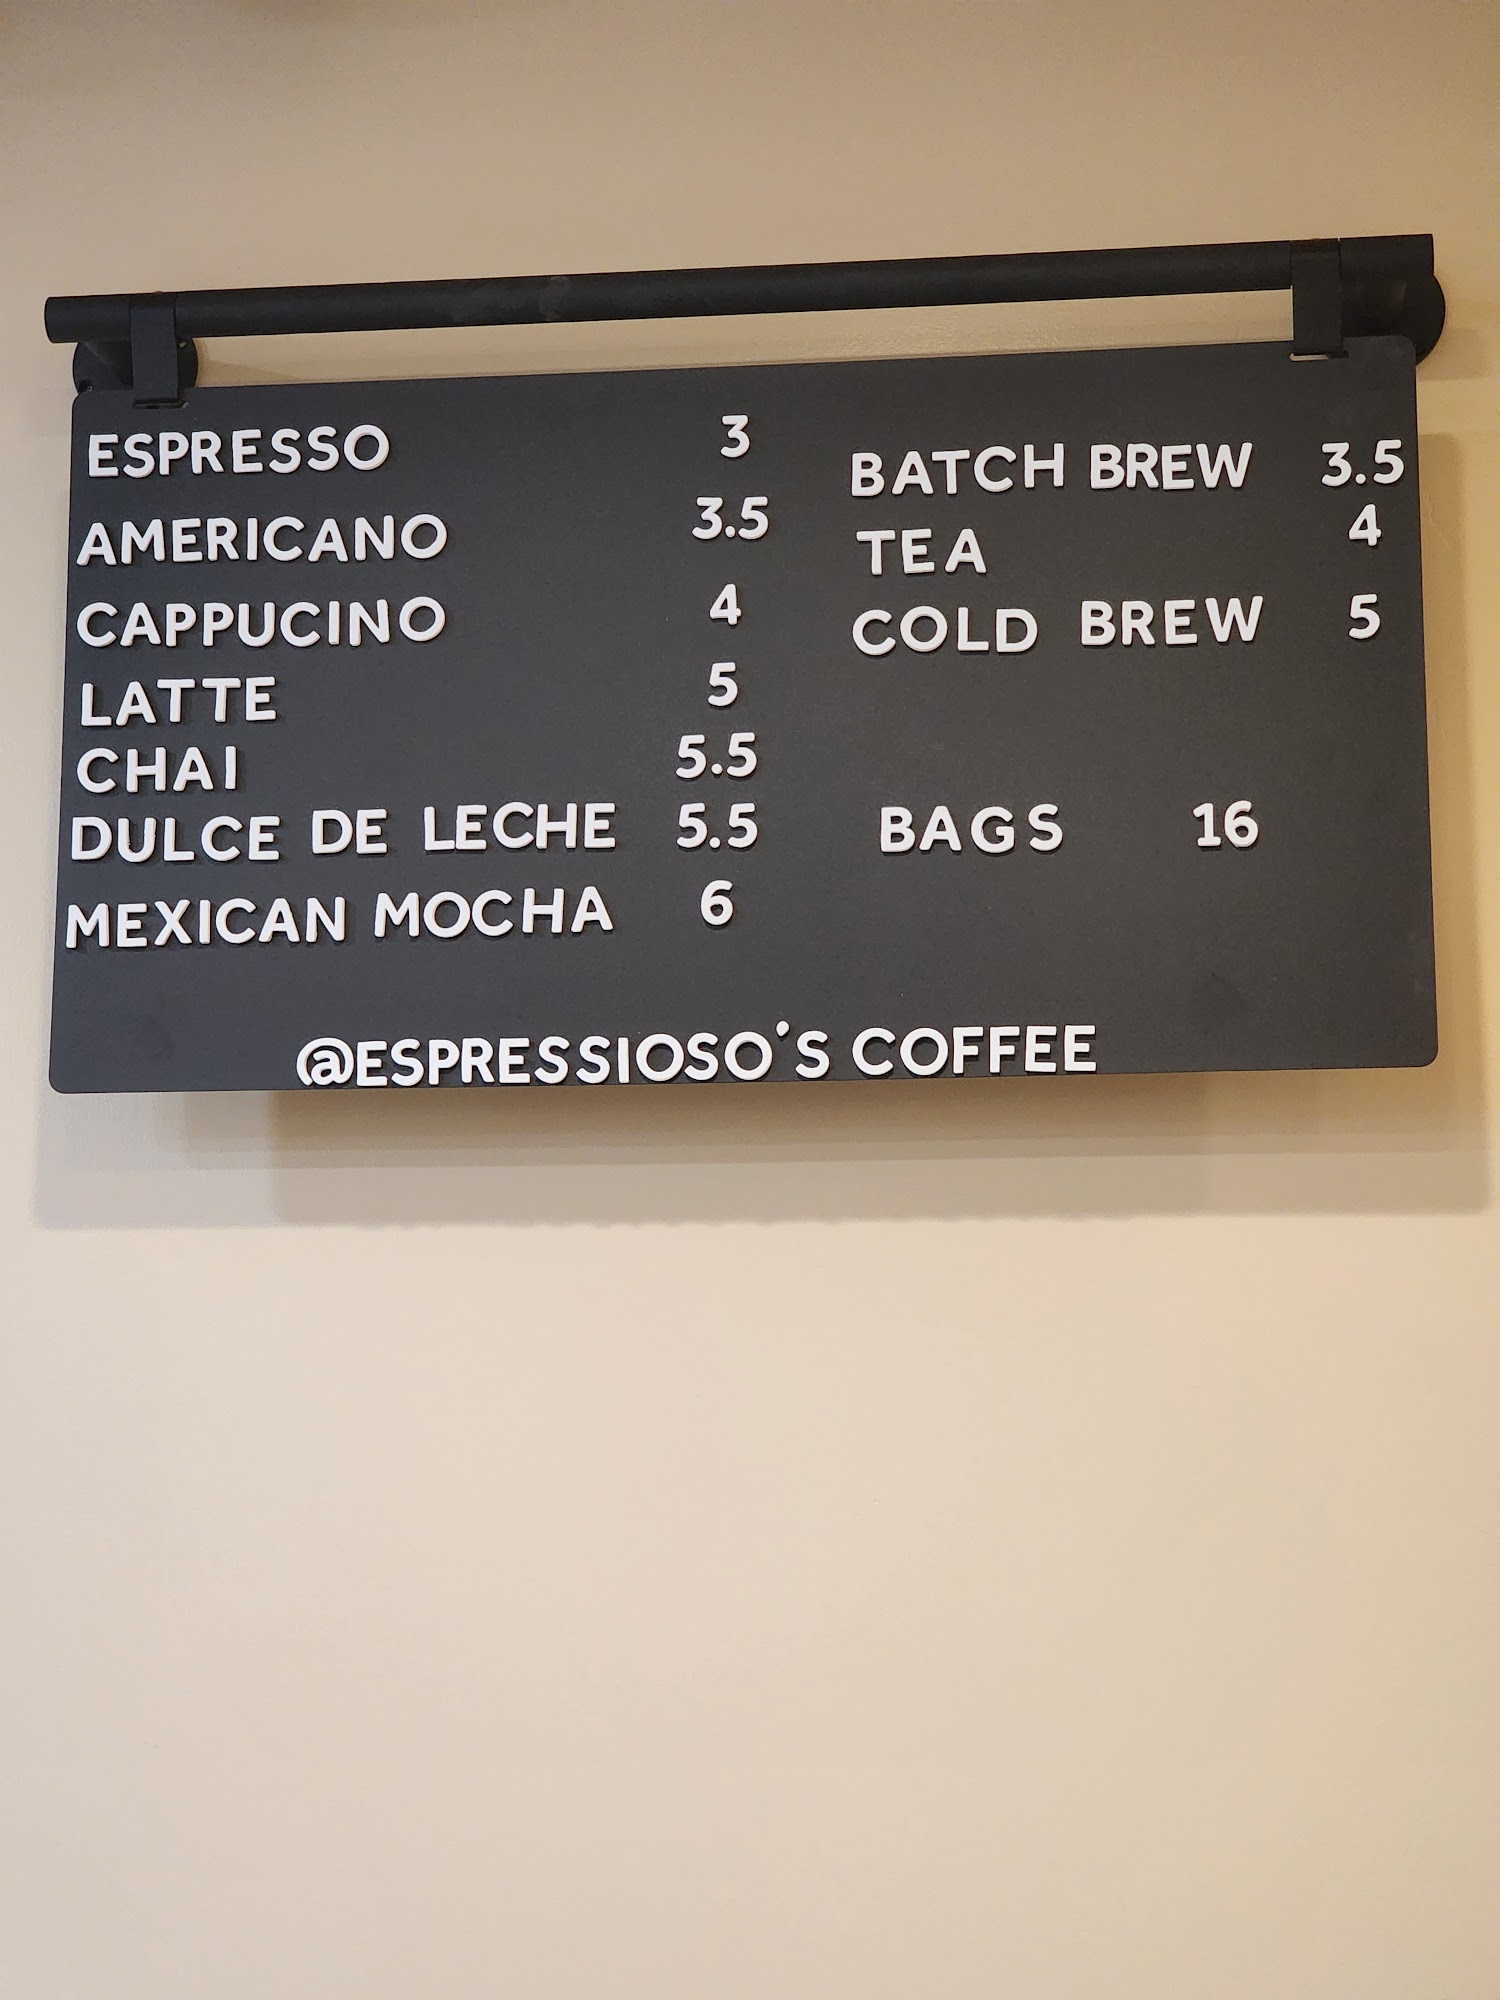 ESPRESSO 3
AMERICANO 3.5
CAPPUCINO 4
LATTE 5
CHAI 5.5
DULCE DE LECHE 5.5
MEXICAN MOCHA 6
BATCH BREW 3.5
TEA 4
COLD BREW 5
BAGS 16
@ESPRESSIOSO'S COFFEE